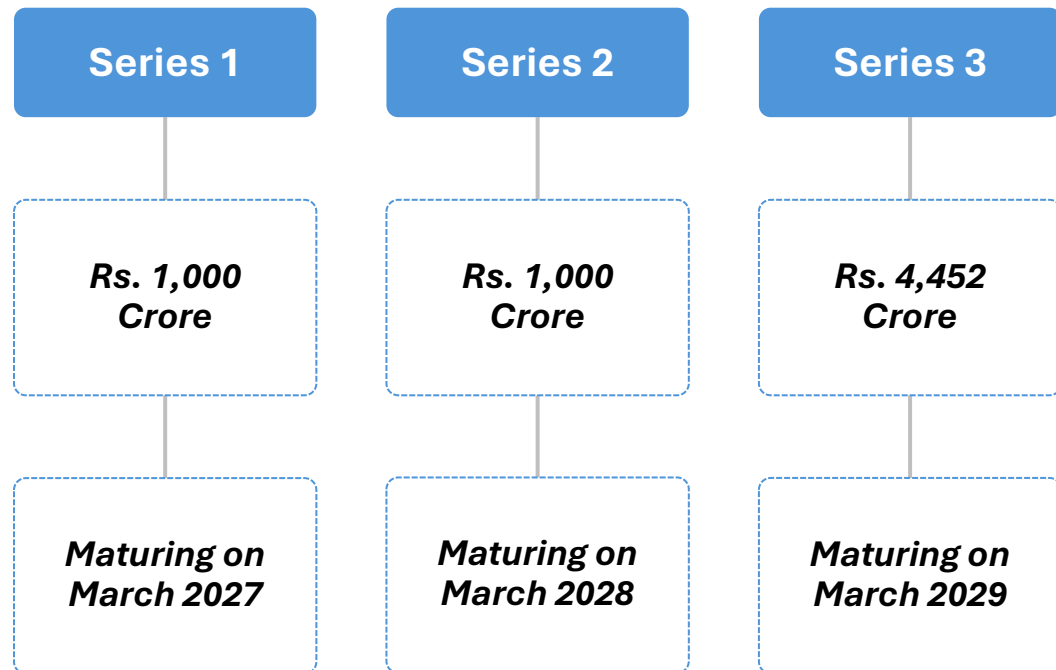 Series 1
Series 2
Series 3
Rs. 1,000
Crore
Rs. 1,000
Crore
Rs. 4,452
Crore
Maturing on
March 2027
Maturing on
March 2028
Maturing on
March 2029